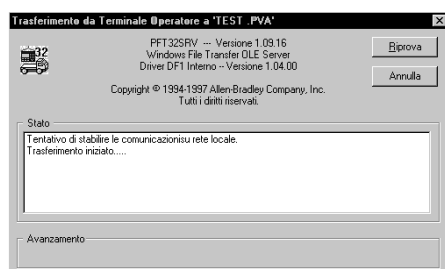 Trasferimento da Terminale Operatore a 'TEST .PVA'
32
PFT32SRV --- Versione 1.09.16
Windows File Transfer OLE Server
Driver DF1 Interno -- Versione 1.04.00
Copyright © 1994-1997 Allen-Bradley Company, Inc.
Tutti i diritti riservati.
Riprova
Annulla
Stato
Tentativo di stabilire le comunicazionisu rete locale.
Trasferimento iniziato.....
Avanzamento